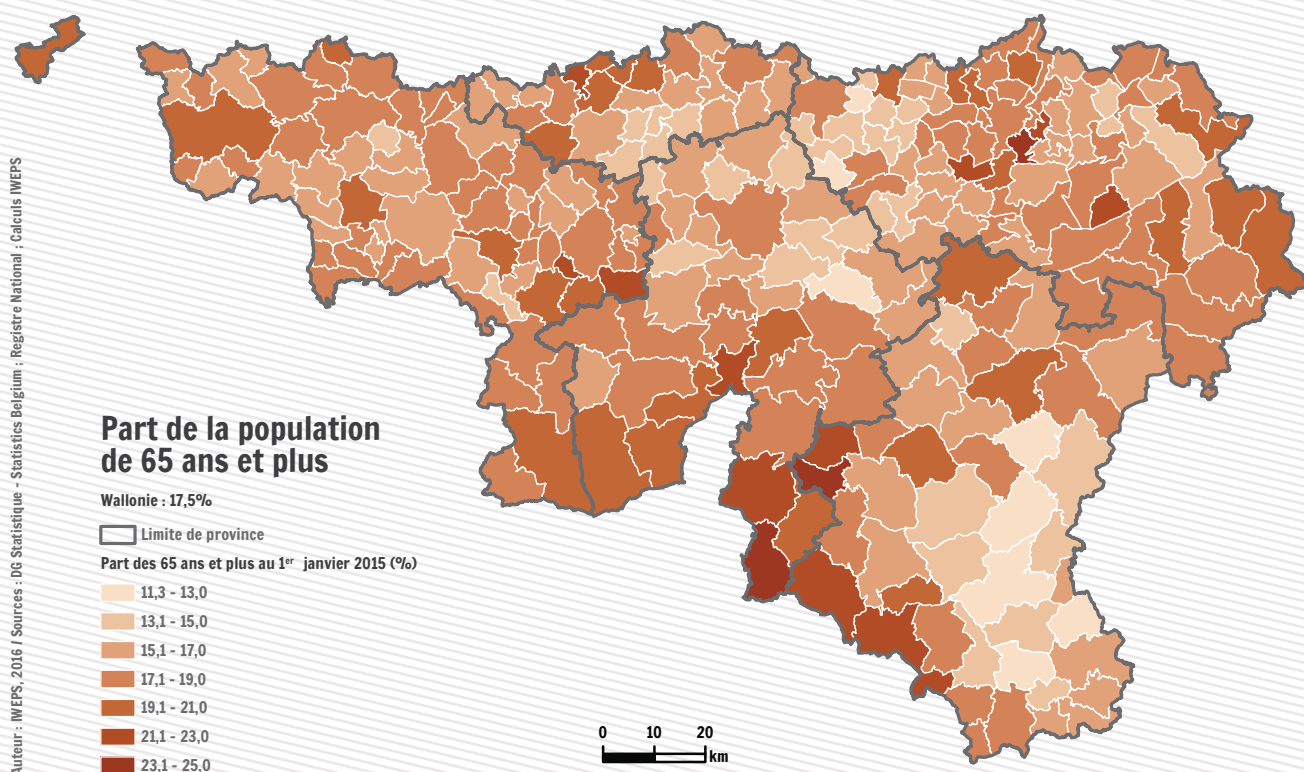 Part de la population
de 65 ans et plus
Wallonie : 17,5%
Limite de province
Part des 65 ans et plus au 1er janvier 2015 (%)
11,3 - 13,0
13,1 - 15,0
15,1 - 17,0
17,1 - 19,0
19,1 - 21,0
21,1 - 23,0
23,1 - 25,0
0 10 20
km
Auteur : IWEPS, 2016 / Sources : DG Statistique - Statistics Belgium ; Registre National ; Calculs IWEPS